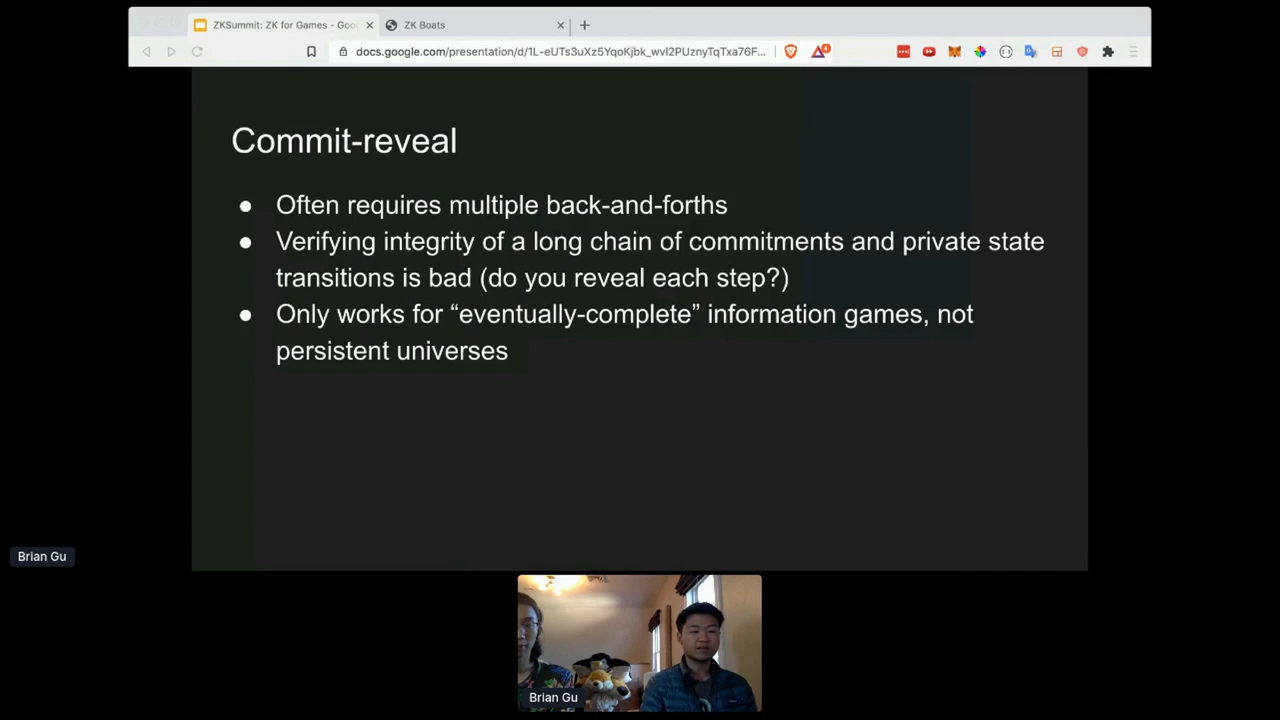 ZKSummit: ZK for Games - Goo
ZK Boats
docs.google.com/presentation/d/1L-eUTs3uXz5YqoKjbk_wvI2PUznyTqTxa76F...
4
Commit-reveal
● Often requires multiple back-and-forths
● Verifying integrity of a long chain of commitments and private state
transitions is bad (do you reveal each step?)
● Only works for “eventually-complete” information games, not
persistent universes
Brian Gu
Brian Gu